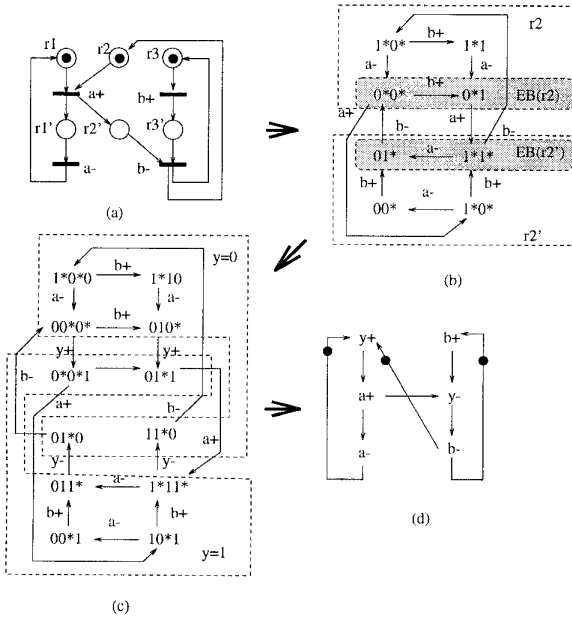 r1 r2 r3
a+ b+
r1' r2' r3'
a- b-
(a)
r2
1*0* b+ 1*1
a- a-
b+
0*0* 0*1 EB(r2)
a+ a+
b- b-
01* a- 1*1* EB(r2')
b+ a- b+
00* 1*0*
r2'
(b)
y=0
1*0*0 b+ 1*10
a- a-
00*0* b+ 010*
y+ y+
b- 0*0*1 01*1
a+ b- a+
01*0 11*0
y- y-
011* a- 1*11*
b+ a- b+
00*1 10*1
y=1
(c)
y+ b+
a+ y-
a- b-
(d)